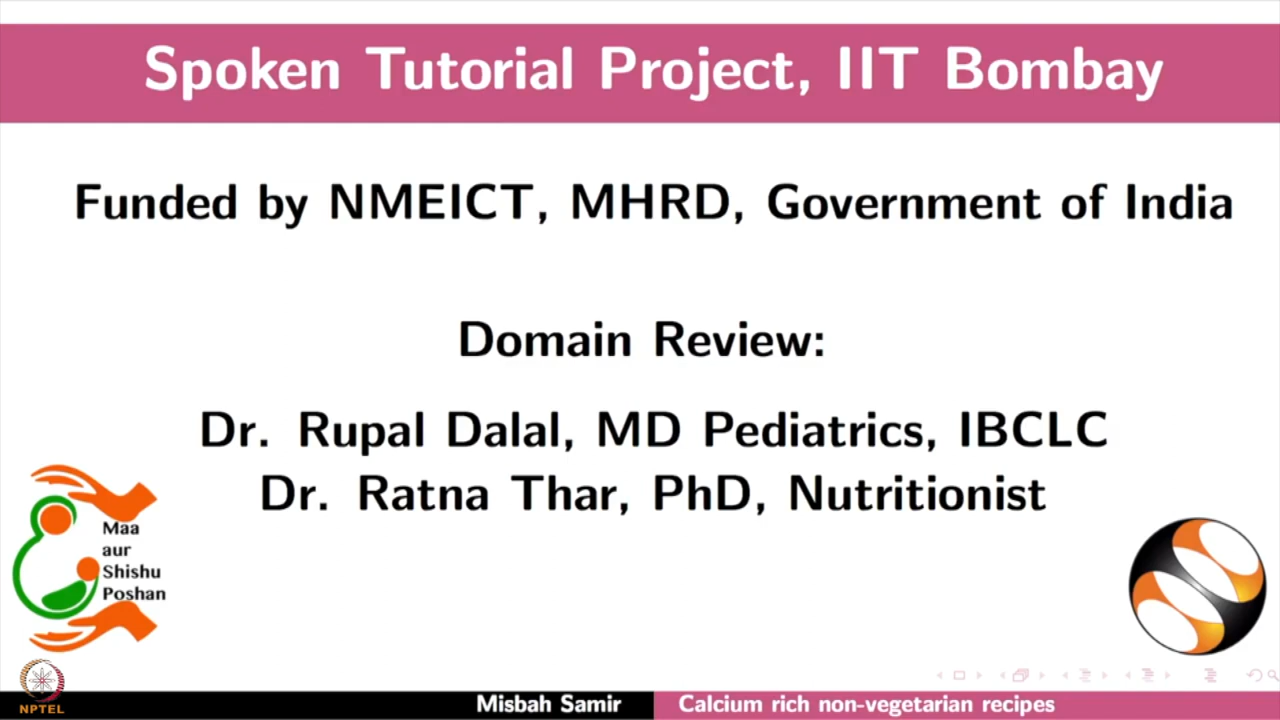 Spoken Tutorial Project, IIT Bombay
Funded by NMEICT, MHRD, Government of India
Domain Review:
Dr. Rupal Dalal, MD Pediatrics, IBCLC
Dr. Ratna Thar, PhD, Nutritionist
Maa
aur
Shishu
Poshan
NPTEL
Misbah Samir
Calcium rich non-vegetarian recipes